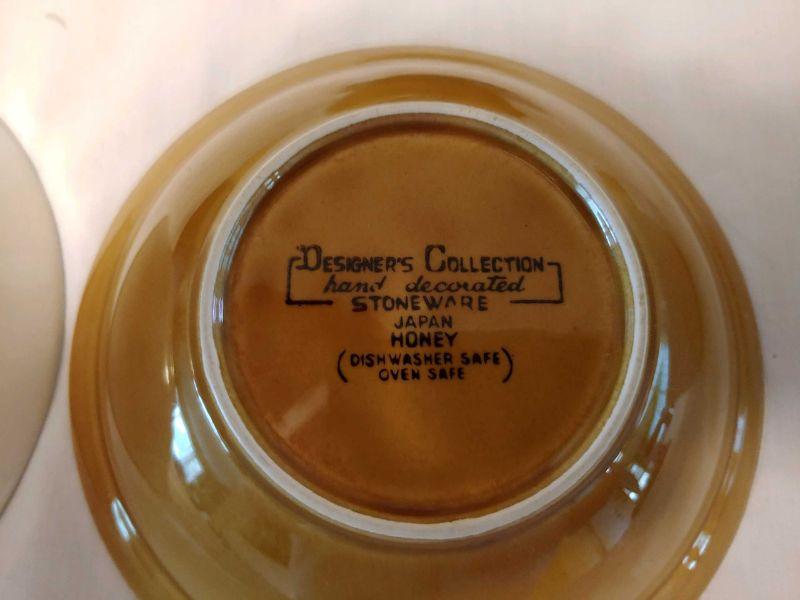 DESIGNER'S COLLECTION
hand decorated
STONEWARE
JAPAN
HONEY
(DISHWASHER SAFE
OVEN SAFE)